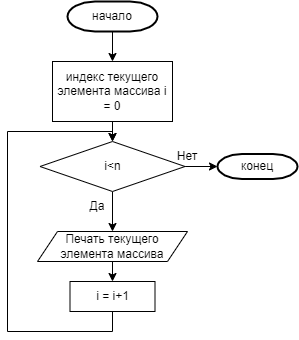 начало
индекс текущего
элемента массива i
= 0
i<n
Нет
конец
Да
Печать текущего
элемента массива
i = i+1